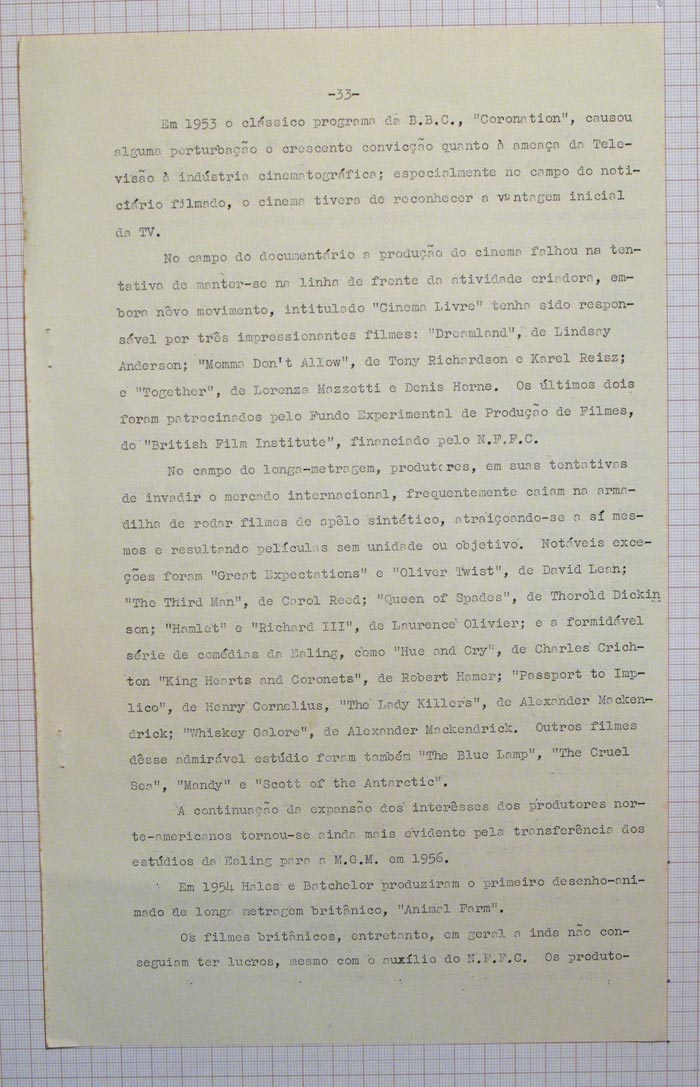 -33-
Em 1953 o clássico programa da B.B.C., "Coronation", causou
alguma perturbação e crescente convicção quanto à ameaça da Tele-
visão à indústria cinematográfica; especialmente no campo do noti-
ciário filmado, o cinema tivera de reconhecer a vantagem inicial
da TV.
No campo do documentário a produção do cinema falhou na ten-
tativa de manter-se na linha de frente da atividade criadora, em-
bora nôvo movimento, intitulado "Cinema Livre" tenha sido respon-
sável por três impressionantes filmes: "Dreamland", de Lindsay
Anderson; "Momma Don't Allow", de Tony Richardson e Karel Reisz;
e "Together", de Lorenza Mazzetti e Denis Horne. Os últimos dois
foram patrocinados pelo Fundo Experimental de Produção de Filmes,
do "British Film Institute", financiado pelo N.F.F.C.
No campo do longa-metragem, produtores, em suas tentativas
de invadir o mercado internacional, frequentemente caiam na arma-
dilha de rodar filmes de apêlo sintético, atraiçoando-se a sí mes-
mos e resultando películas sem unidade ou objetivo. Notáveis exce-
ções foram "Great Expectations" e "Oliver Twist", de David Lean;
"The Third Man", de Carol Reed; "Queen of Spades", de Thorold Dickin
son; "Hamlet" e "Richard III", de Laurence Olivier; e a formidável
série de comédias da Ealing, como "Hue and Cry", de Charles Crich-
ton "King Hearts and Coronets", de Robert Hamer; "Passport to Imp-
lico", de Henry Cornelius, "The Lady Killers", de Alexander Macken-
drick; "Whiskey Galore", de Alexander Mackendrick. Outros filmes
dêsse admirável estúdio foram também "The Blue Lamp", "The Cruel
Sea", "Mandy" e "Scott of the Antarctic".
A continuação da expansão dos interêsses dos produtores nor-
te-americanos tornou-se ainda mais evidente pela transferência dos
estúdios da Ealing para a M.G.M. em 1956.
Em 1954 Hales e Batchelor produziram o primeiro desenho-ani-
mado de longa metragem britânico, "Animal Farm".
Os filmes britânicos, entretanto, em geral a inda não con-
seguiam ter lucros, mesmo com o auxílio do N.F.F.C. Os produto-